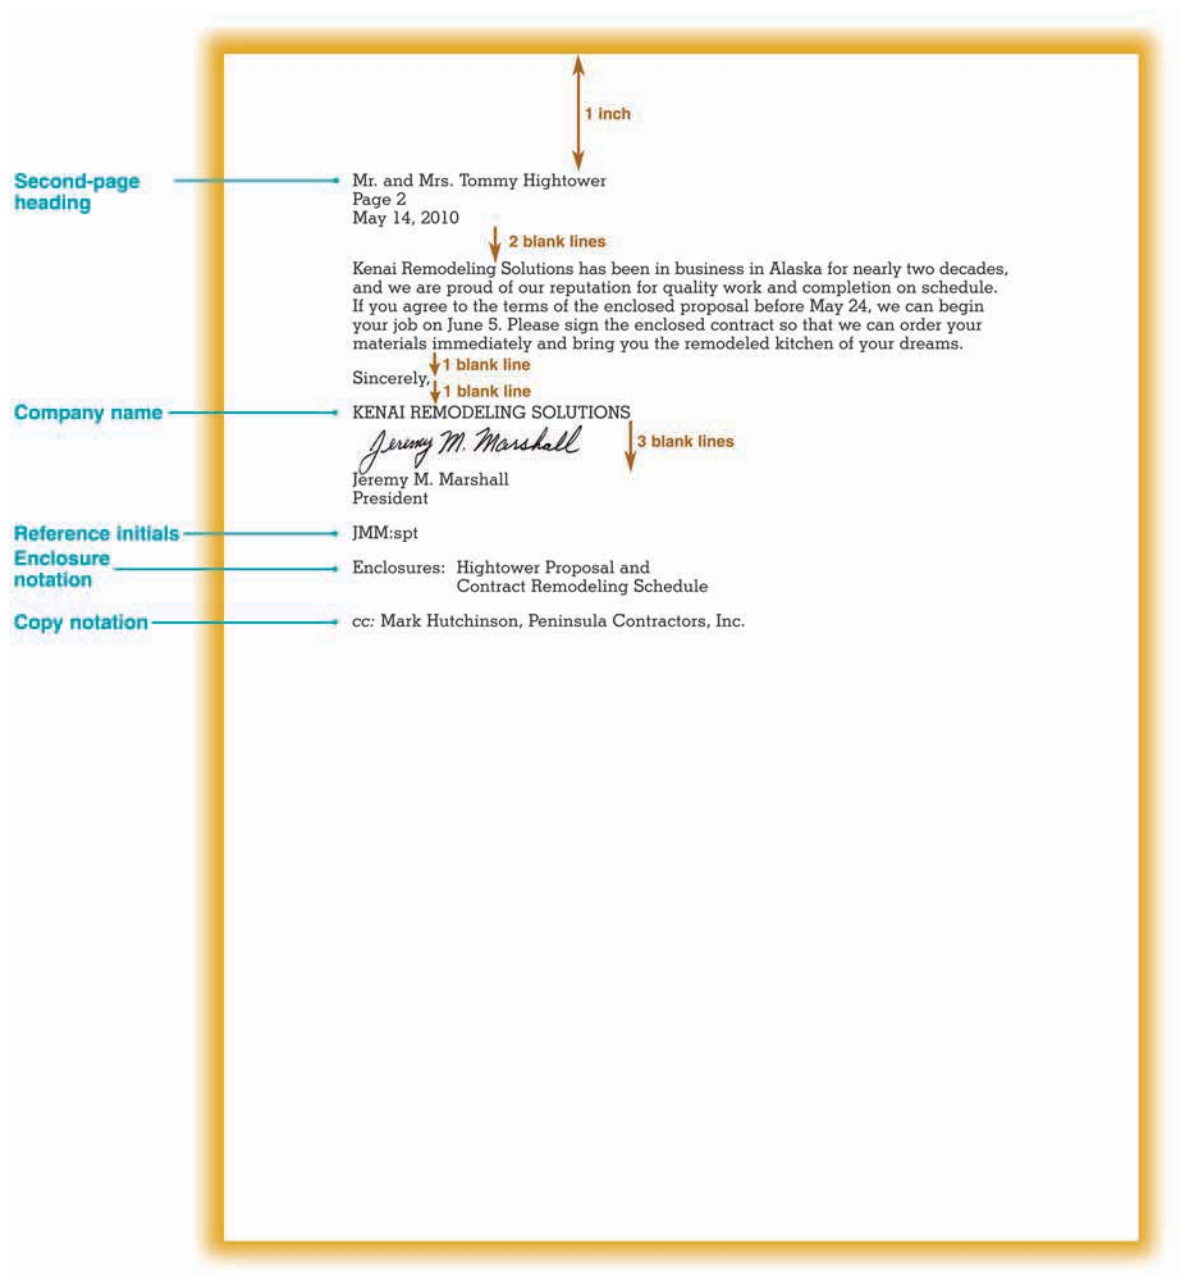 1 inch
Second-page
heading
Mr. and Mrs. Tommy Hightower
Page 2
May 14, 2010
2 blank lines
Kenai Remodeling Solutions has been in business in Alaska for nearly two decades,
and we are proud of our reputation for quality work and completion on schedule.
If you agree to the terms of the enclosed proposal before May 24, we can begin
your job on June 5. Please sign the enclosed contract so that we can order your
materials immediately and bring you the remodeled kitchen of your dreams.
1 blank line
Sincerely,
1 blank line
Company name
KENAI REMODELING SOLUTIONS
Jeremy M. Marshall
3 blank lines
Jeremy M. Marshall
President
Reference initials
JMM:spt
Enclosure
notation
Enclosures: Hightower Proposal and
Contract Remodeling Schedule
Copy notation
cc: Mark Hutchinson, Peninsula Contractors, Inc.